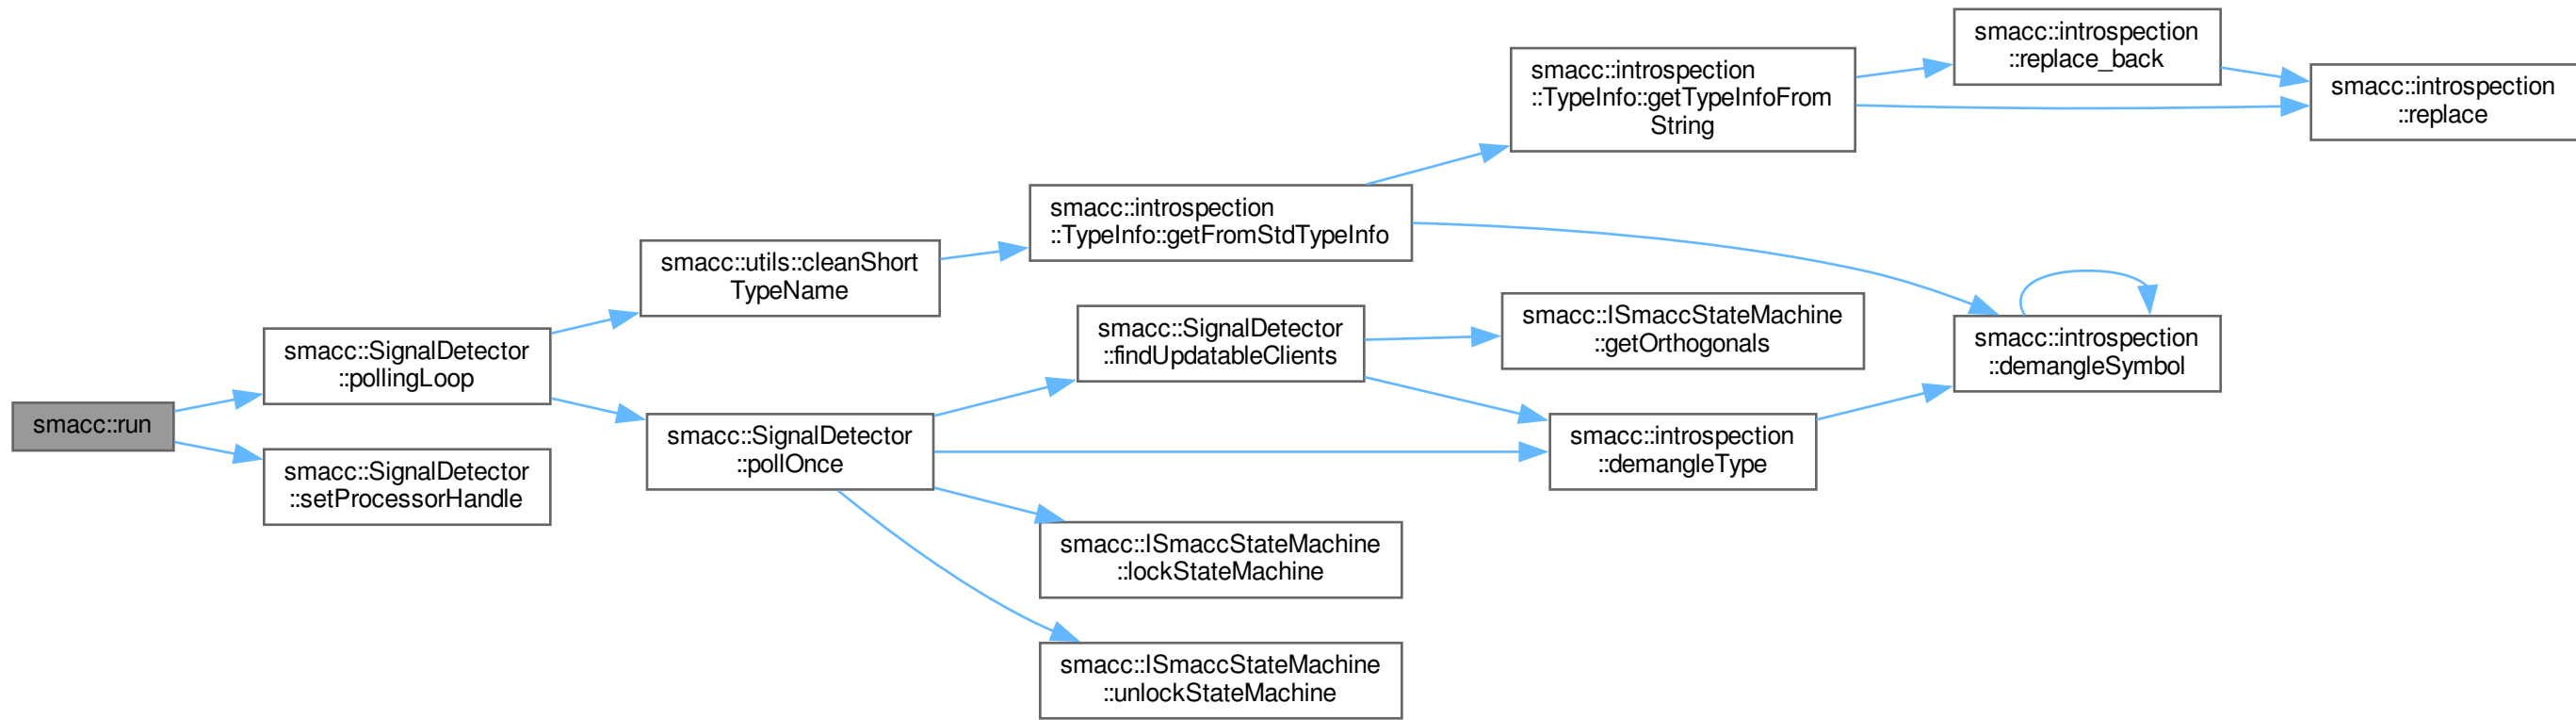 smacc::run
smacc::SignalDetector
::pollingLoop
smacc::SignalDetector
::setProcessorHandle
smacc::utils::cleanShort
TypeName
smacc::SignalDetector
::pollOnce
smacc::introspection
::TypeInfo::getFromStdTypeInfo
smacc::SignalDetector
::findUpdatableClients
smacc::ISmaccStateMachine
::lockStateMachine
smacc::ISmaccStateMachine
::unlockStateMachine
smacc::introspection
::TypeInfo::getTypeInfoFrom
String
smacc::ISmaccStateMachine
::getOrthogonals
smacc::introspection
::demangleType
smacc::introspection
::replace_back
smacc::introspection
::demangleSymbol
smacc::introspection
::replace